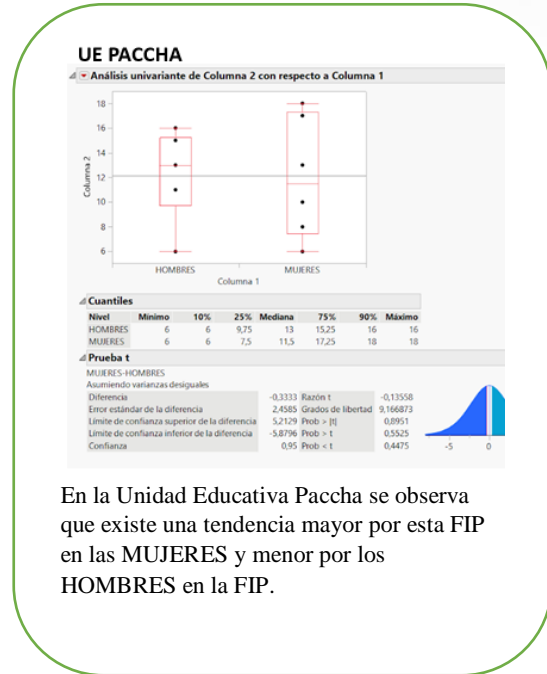 UE PACCHA
Análisis univariante de Columna 2 con respecto a Columna 1
18
16
14
12
10
8
6
Columna 2
HOMBRES MUJERES
Columna 1
Cuantiles
Nivel Mínimo 10% 25% Mediana 75% 90% Máximo
HOMBRES 6 6 9,75 13 15,25 16 16
MUJERES 6 6 7,5 11,5 17,25 18 18
Prueba t
MUJERES-HOMBRES
Asumiendo varianzas desiguales
Diferencia -0,3333 Razón t -0,13558
Error estándar de la diferencia 2,4585 Grados de libertad 9,166873
Límite de confianza superior de la diferencia 5,2129 Prob > |t| 0,8951
Límite de confianza inferior de la diferencia -5,8796 Prob > t 0,5525
Confianza 0,95 Prob < t 0,4475
-5 0
En la Unidad Educativa Paccha se observa
que existe una tendencia mayor por esta FIP
en las MUJERES y menor por los
HOMBRES en la FIP.